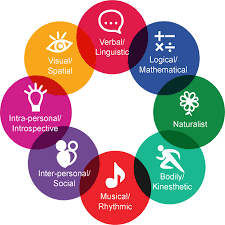 Verbal/
Linguistic
Logical/
Mathematical
Naturalist
Bodily/
Kinesthetic
Musical/
Rhythmic
Inter-personal/
Social
Intra-personal/
Introspective
Visual/
Spatial